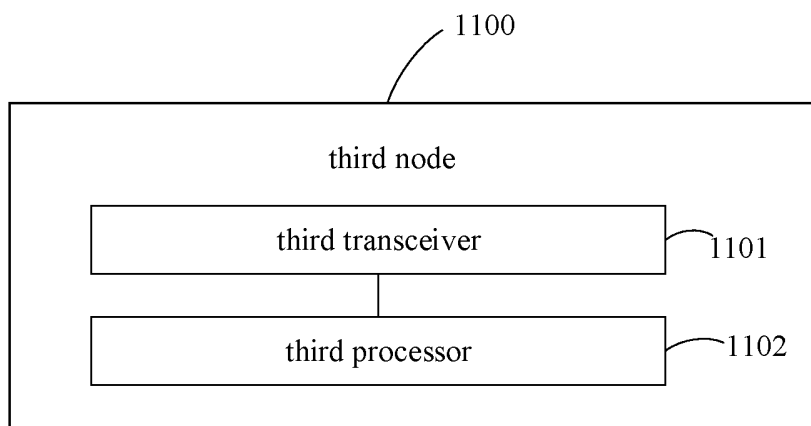 1100
third node
third transceiver
1101
third processor
1102